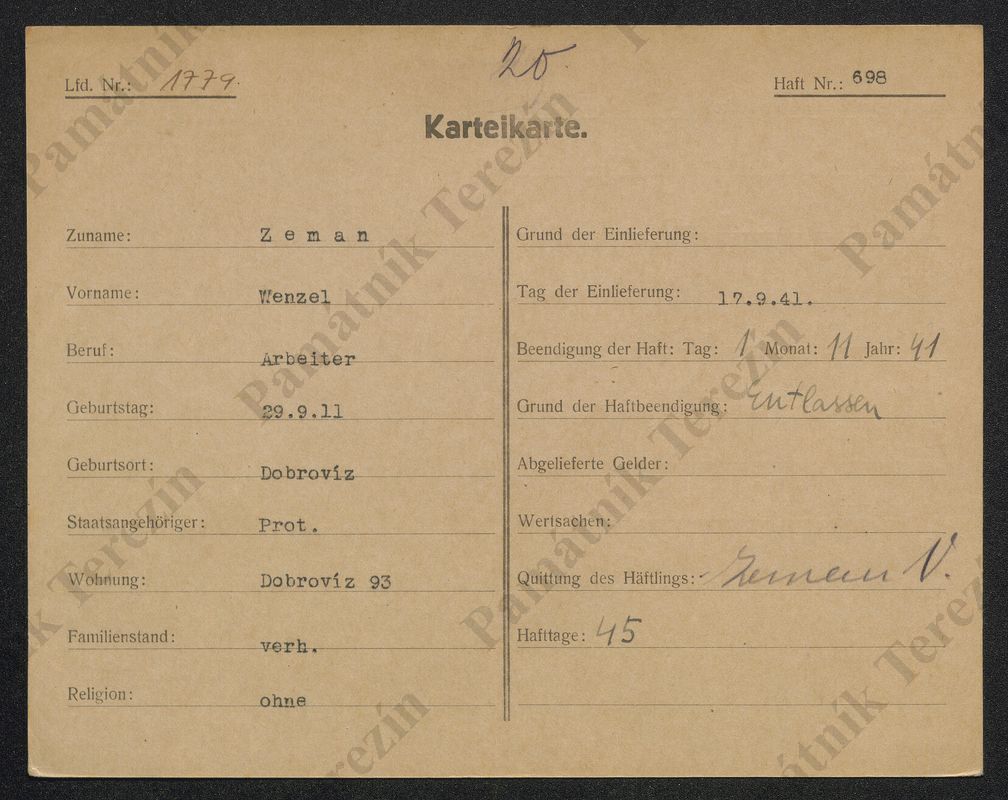 20
Lfd. Nr.: 1779.
Haft Nr.: 698
Karteikarte.
Zuname: Zeman
Vorname: Wenzel
Beruf: Arbeiter
Geburtstag: 29.9.11
Geburtsort: Dobrovíz
Staatsangehöriger: Prot.
Wohnung: Dobrovíz 93
Familienstand: verh.
Religion: ohne
Grund der Einlieferung:
Tag der Einlieferung: 17.9.41.
Beendigung der Haft: Tag: 1 Monat: 11 Jahr: 41
Grund der Haftbeendigung: Entlassen
Abgelieferte Gelder:
Wertsachen:
Quittung des Häftlings: Zeman V.
Hafttage: 45
Památník Terezín